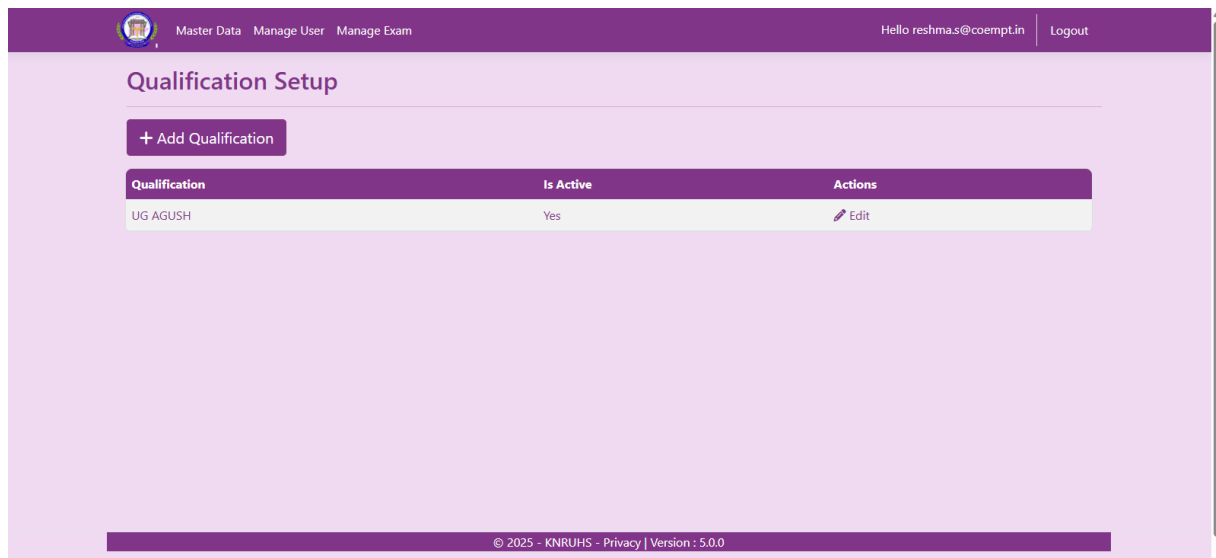 Master Data Manage User Manage Exam Hello reshma.s@coempt.in Logout
Qualification Setup
+ Add Qualification
Qualification Is Active Actions
UG AGUSH Yes Edit
© 2025 - KNRUHS - Privacy | Version : 5.0.0